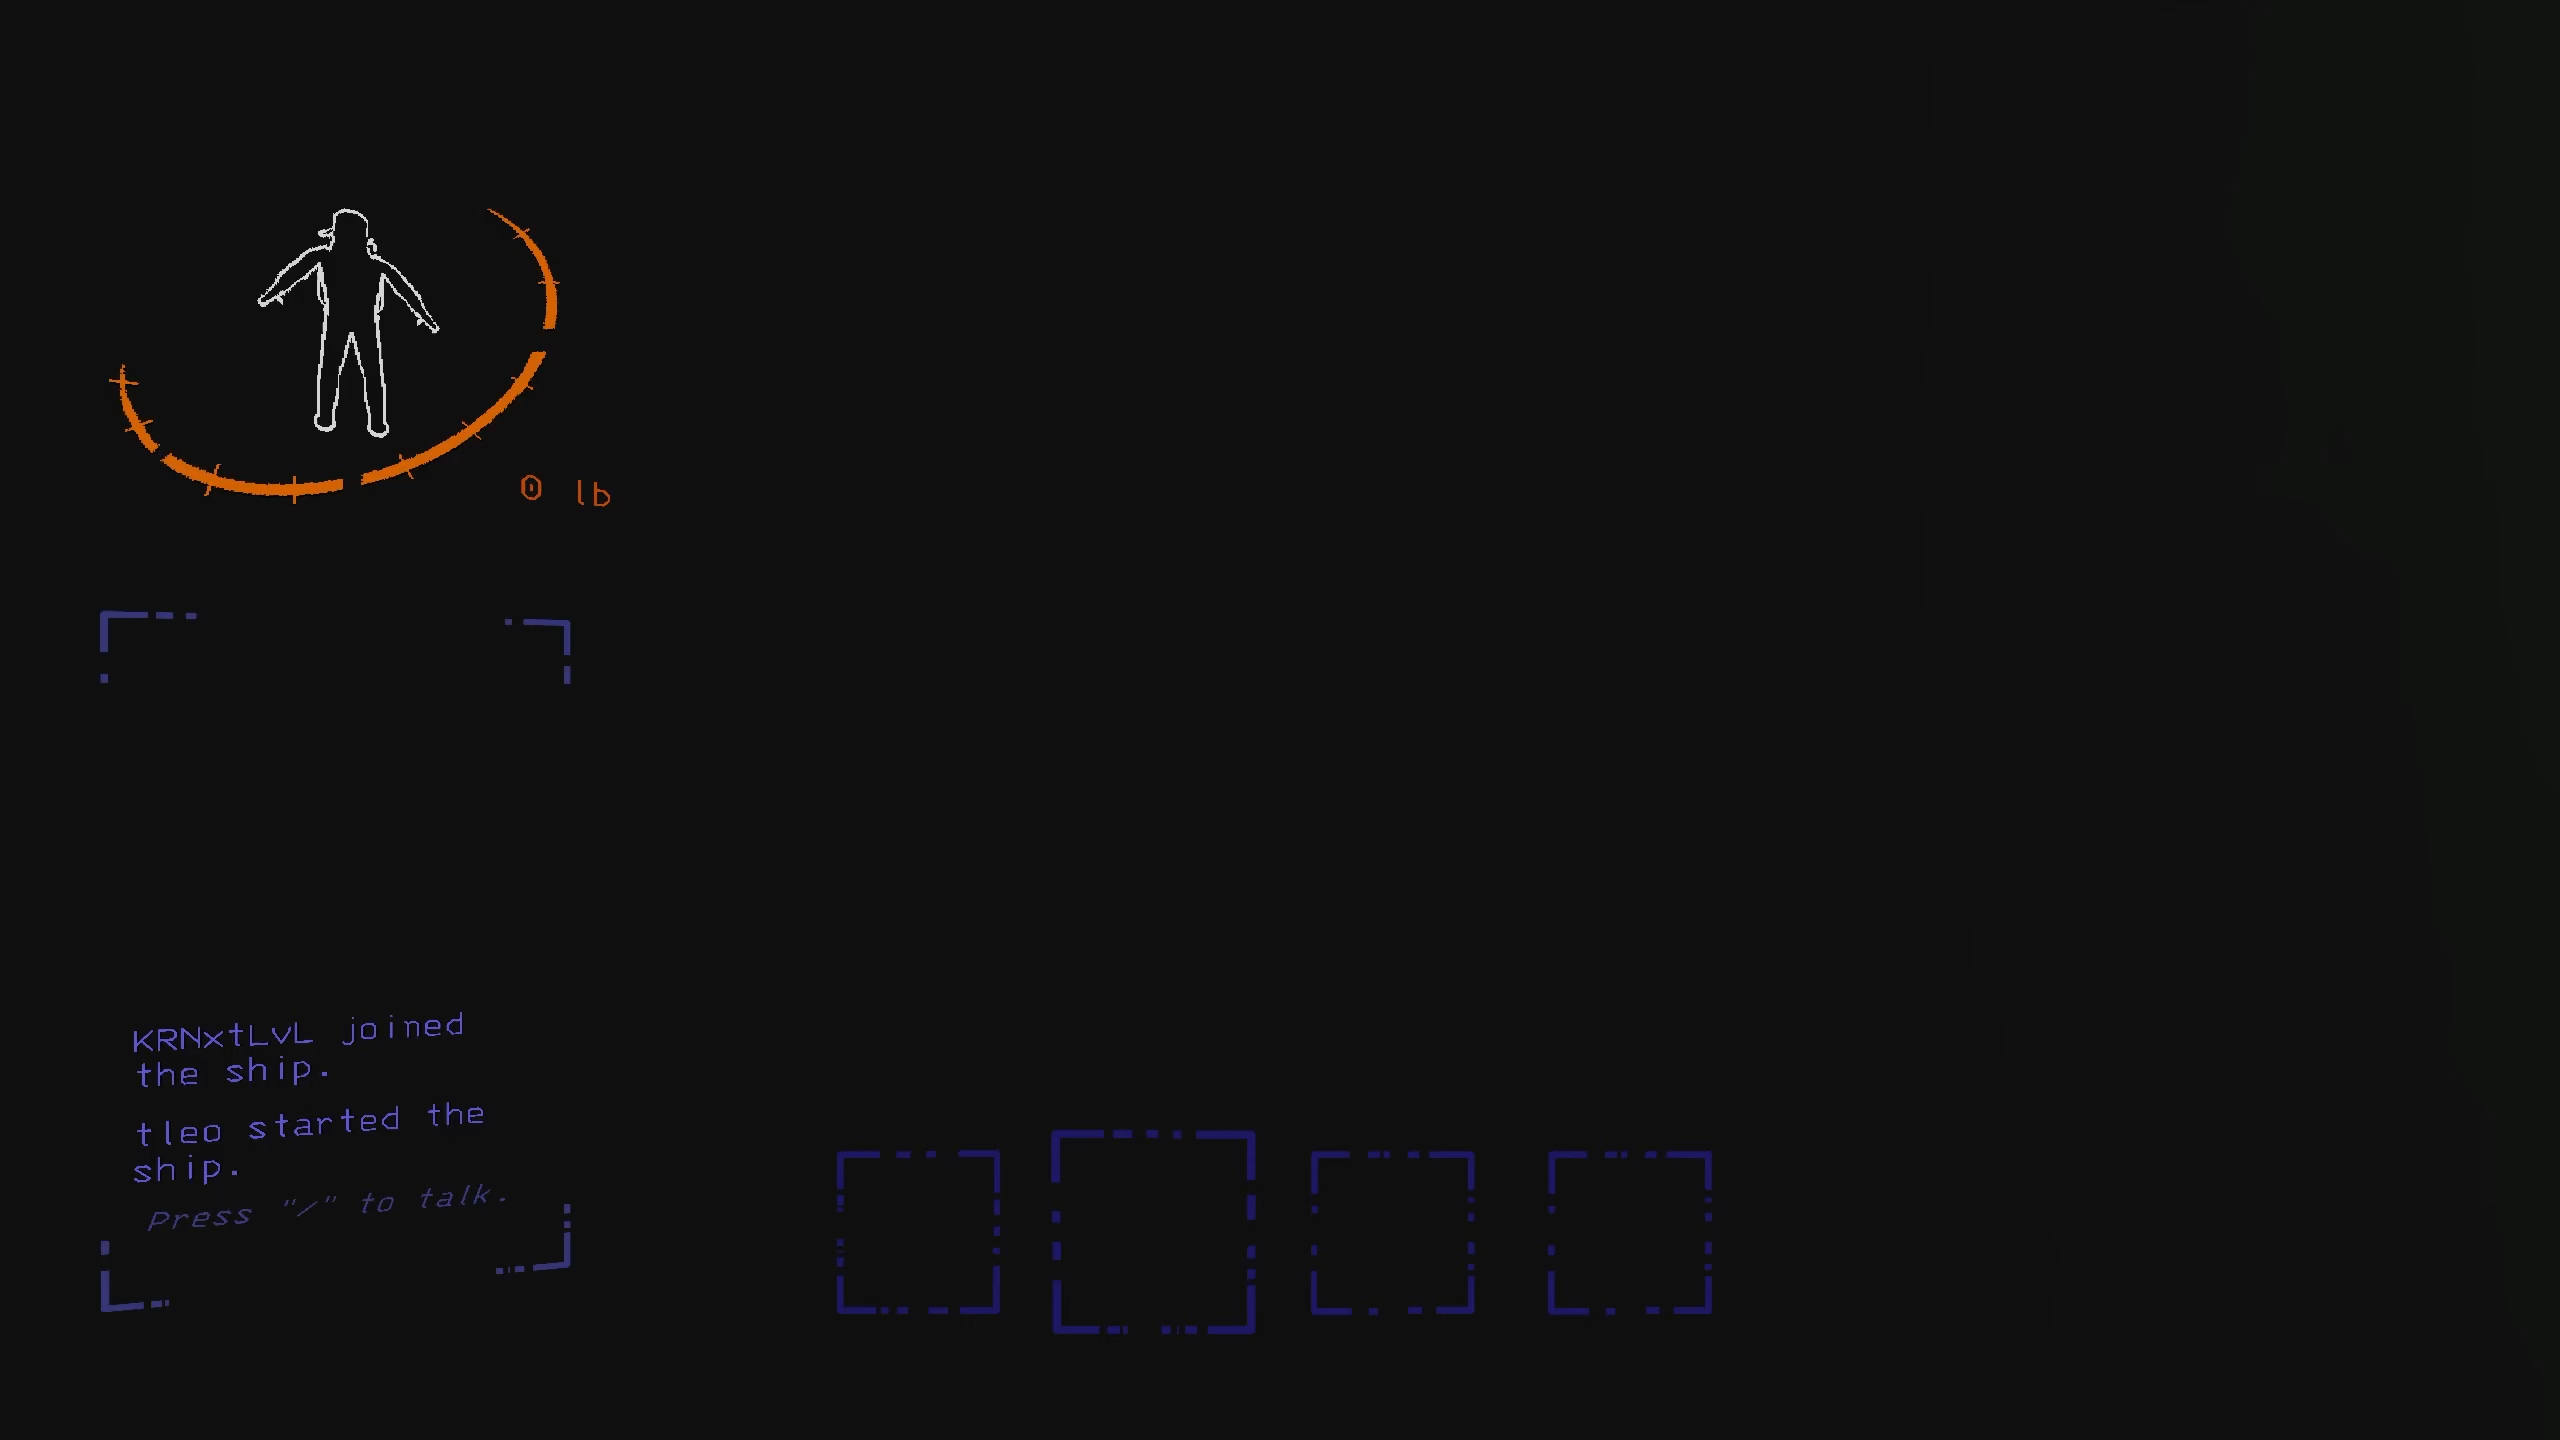 0 lb
KRNxtLvL joined
the ship.
tleo started the
ship.
Press "/" to talk.